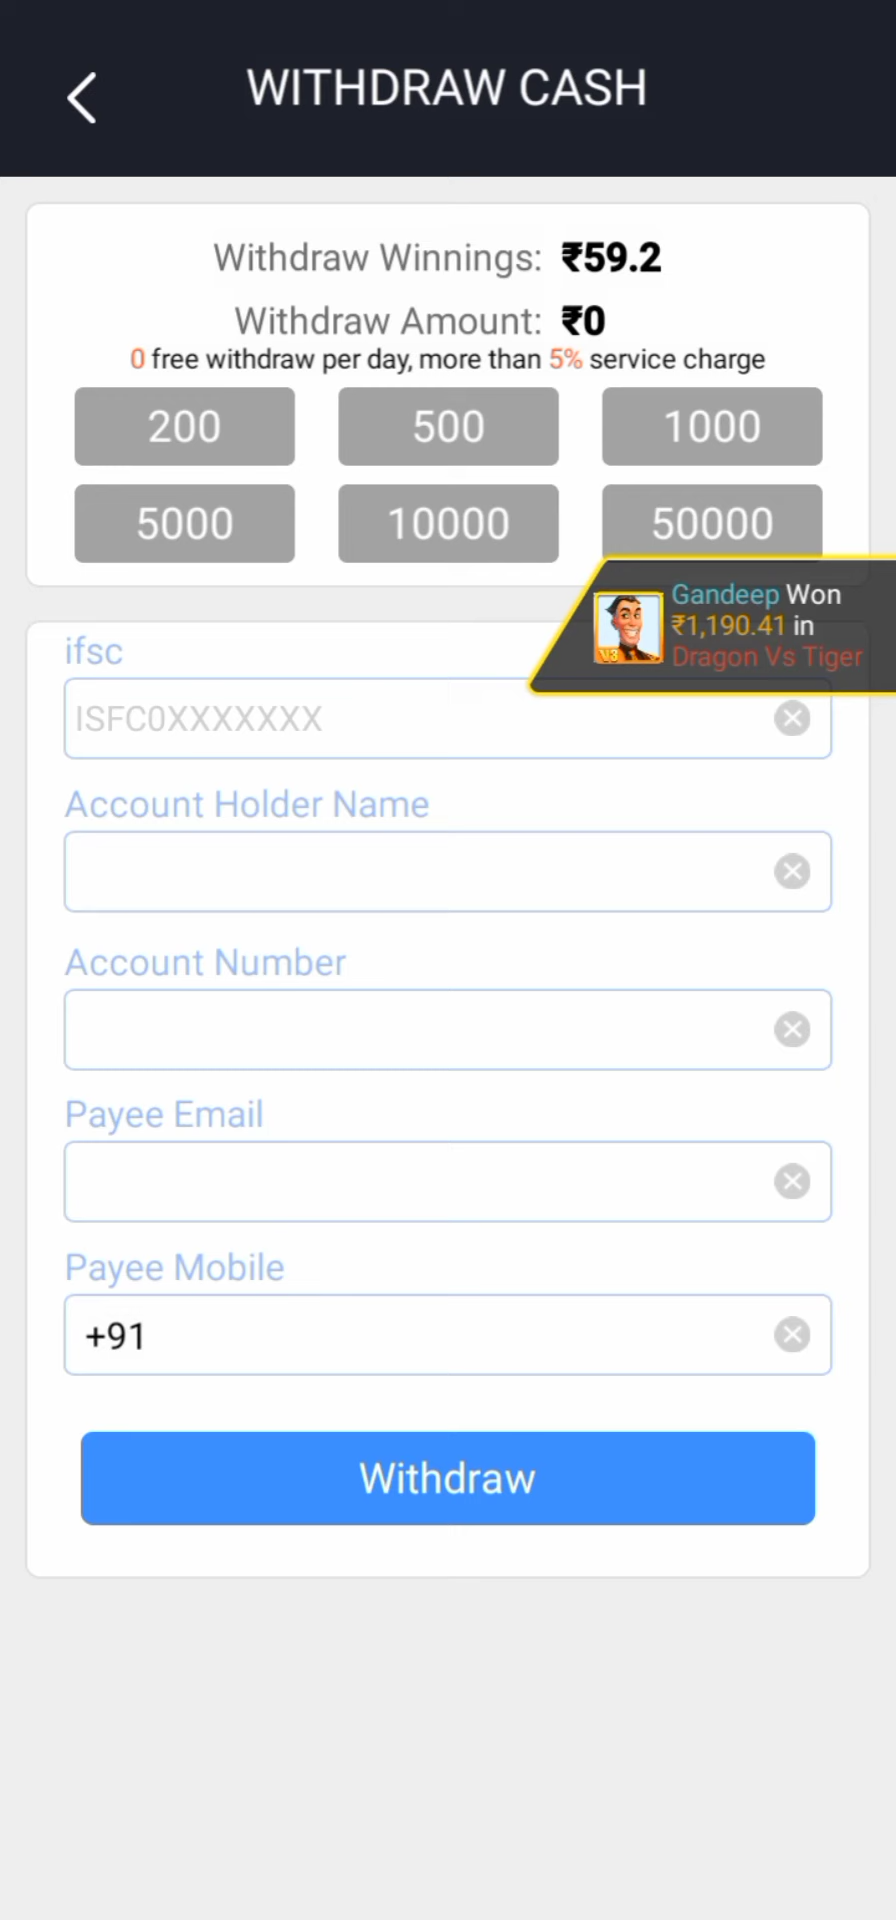 WITHDRAW CASH
Withdraw Winnings: ₹59.2
Withdraw Amount: ₹0
0 free withdraw per day, more than 5% service charge
200 500 1000
5000 10000 50000
Gandeep Won
₹1,190.41 in
Dragon Vs Tiger
V3
ifsc
ISFC0XXXXXXX
Account Holder Name
Account Number
Payee Email
Payee Mobile
+91
Withdraw